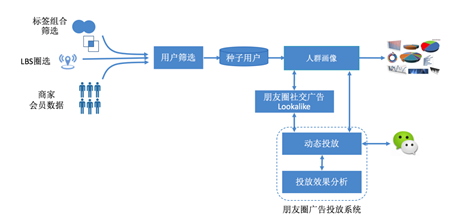 标签组合
筛选
LBS圈选
商家
会员数据
用户筛选
种子用户
人群画像
朋友圈社交广告
Lookalike
动态投放
投放效果分析
朋友圈广告投放系统